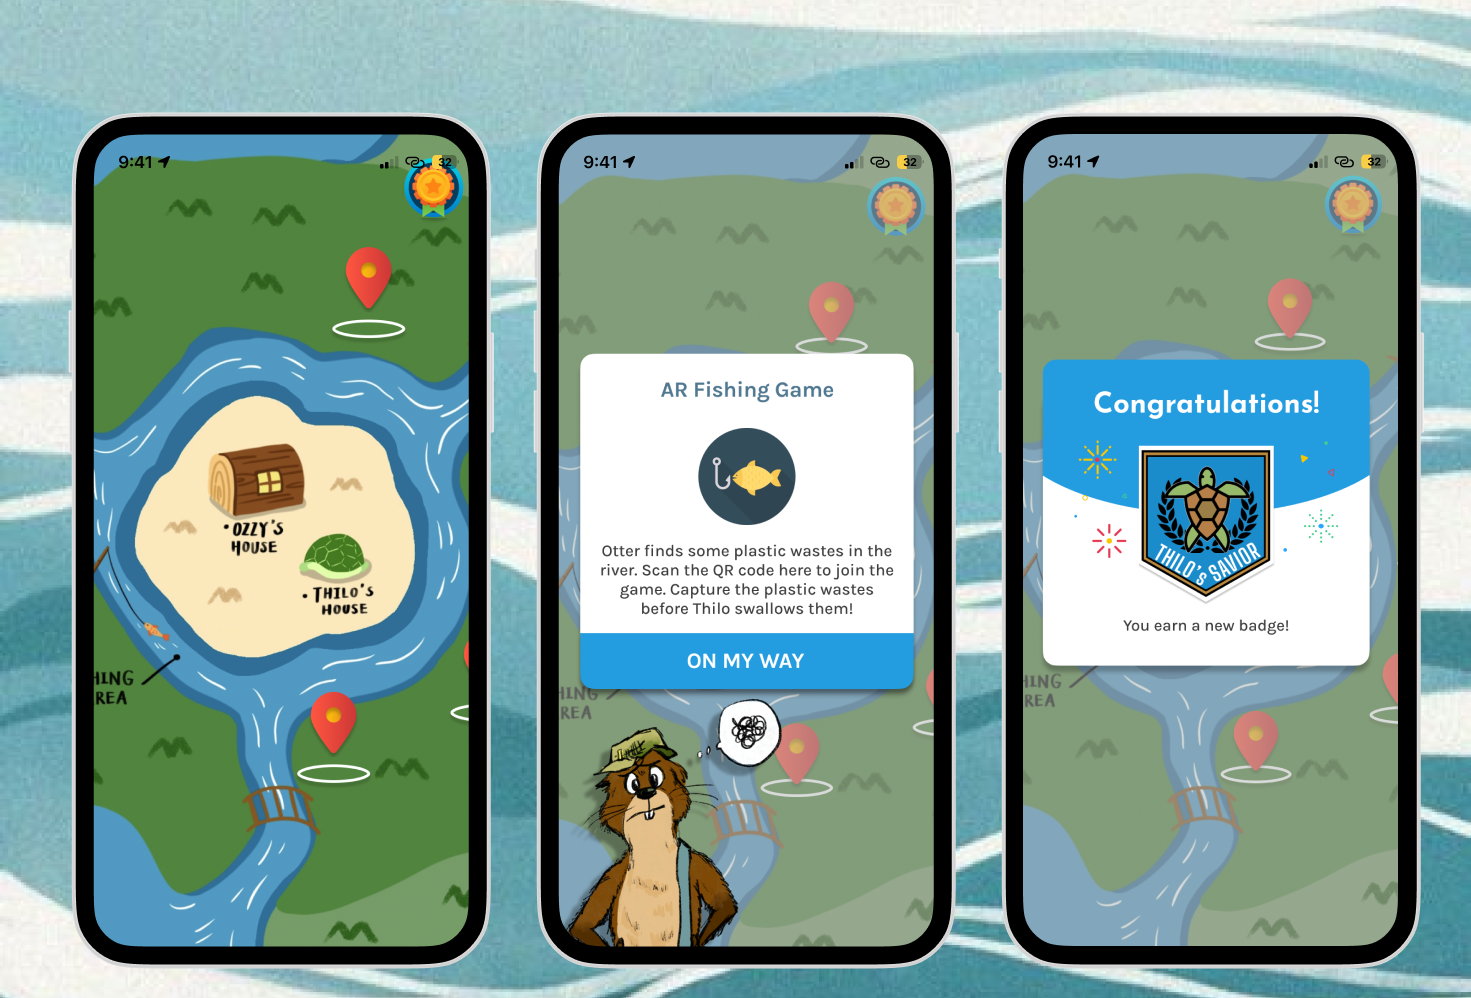 9:41
32
• OZZY'S
HOUSE
• THILO'S
HOUSE
HING
REA
9:41
32
AR Fishing Game
Otter finds some plastic wastes in the
river. Scan the QR code here to join the
game. Capture the plastic wastes
before Thilo swallows them!
ON MY WAY
HING
REA
9:41
32
Congratulations!
THILO's SAVIOR
You earn a new badge!
HING
REA